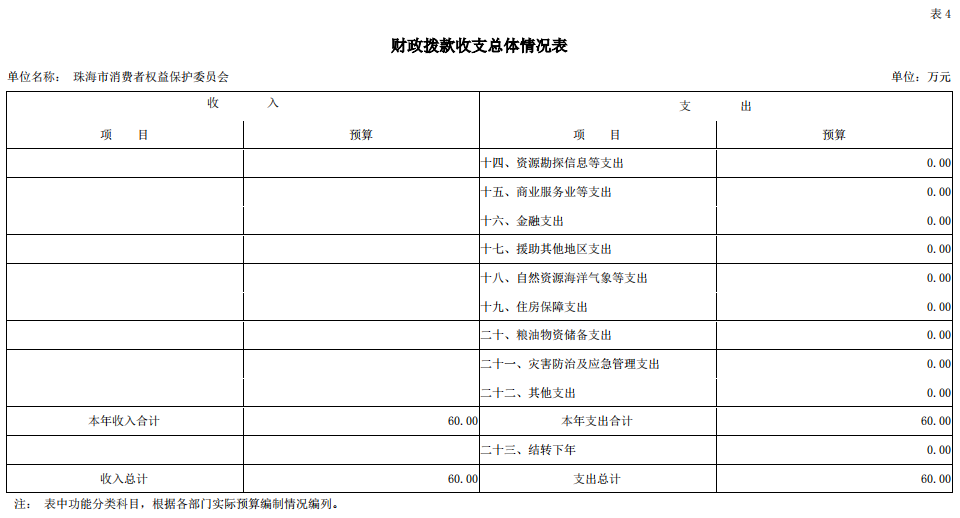 表 4
财政拨款收支总体情况表
单位名称: 珠海市消费者权益保护委员会 单位: 万元
收 入 支 出
项 目 预算 项 目 预算
十四、资源勘探信息等支出 0.00
十五、商业服务业等支出 0.00
十六、金融支出 0.00
十七、援助其他地区支出 0.00
十八、自然资源海洋气象等支出 0.00
十九、住房保障支出 0.00
二十、粮油物资储备支出 0.00
二十一、灾害防治及应急管理支出 0.00
二十二、其他支出 0.00
本年收入合计 60.00 本年支出合计 60.00
二十三、结转下年 0.00
收入总计 60.00 支出总计 60.00
注: 表中功能分类科目，根据各部门实际预算编制情况编列。